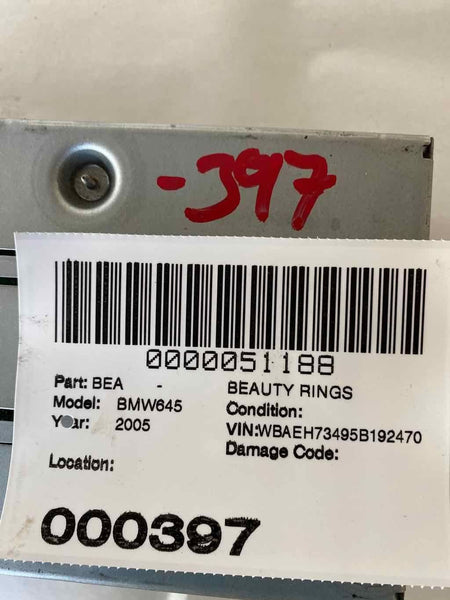 -397
0000051188
Part: BEA - BEAUTY RINGS
Model: BMW645 Condition:
Year: 2005 VIN:WBAEH73495B192470
Damage Code:
Location:
000397